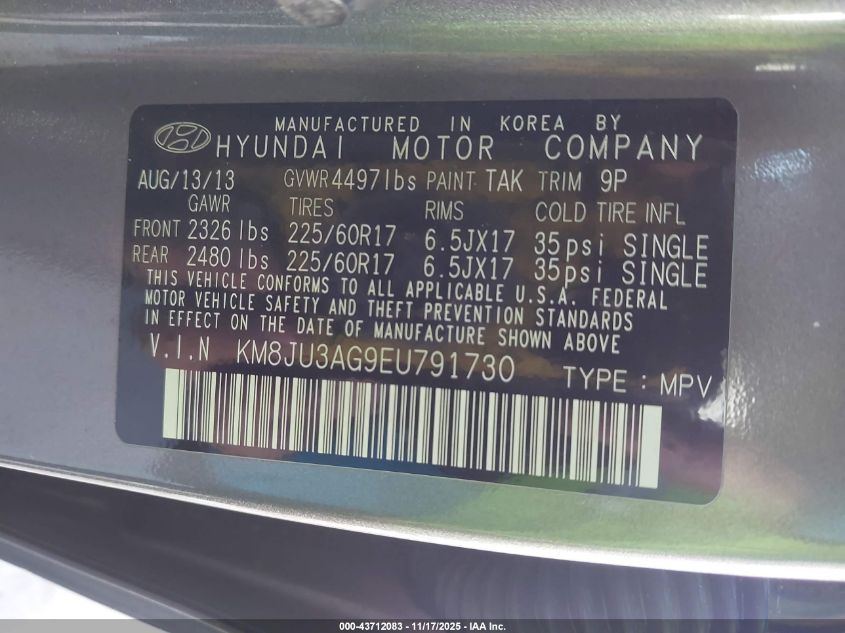 MANUFACTURED IN KOREA BY
HYUNDAI MOTOR COMPANY
AUG/13/13 GVWR 4497lbs PAINT TAK TRIM 9P
GAWR TIRES RIMS COLD TIRE INFL
FRONT 2326 lbs 225/60R17 6.5JX17 35psi SINGLE
REAR 2480 lbs 225/60R17 6.5JX17 35psi SINGLE
THIS VEHICLE CONFORMS TO ALL APPLICABLE U.S.A. FEDERAL
MOTOR VEHICLE SAFETY AND THEFT PREVENTION STANDARDS
IN EFFECT ON THE DATE OF MANUFACTURE SHOWN ABOVE
V.I.N KM8JU3AG9EU791730 TYPE : MPV
000-43712083 - 11/17/2025 - IAA Inc.